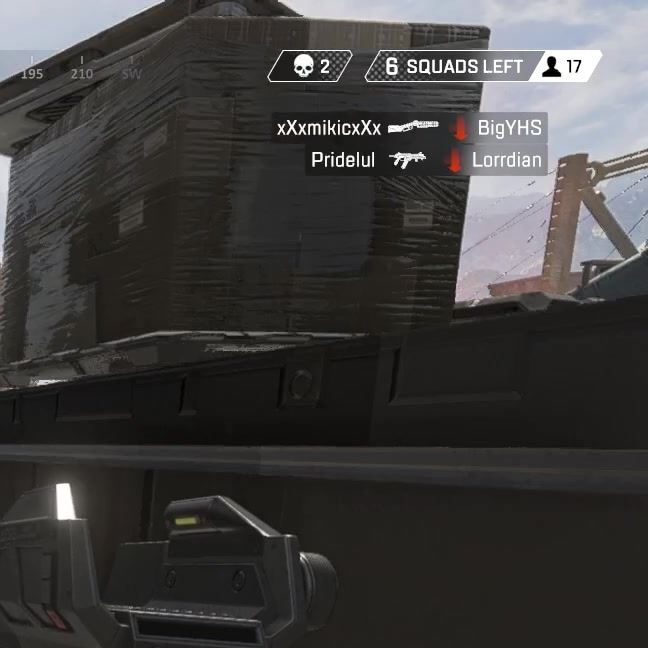 195 210 SW
2 6 SQUADS LEFT 17
xXxmikicxXx BigYHS
Pridelul Lorrdian